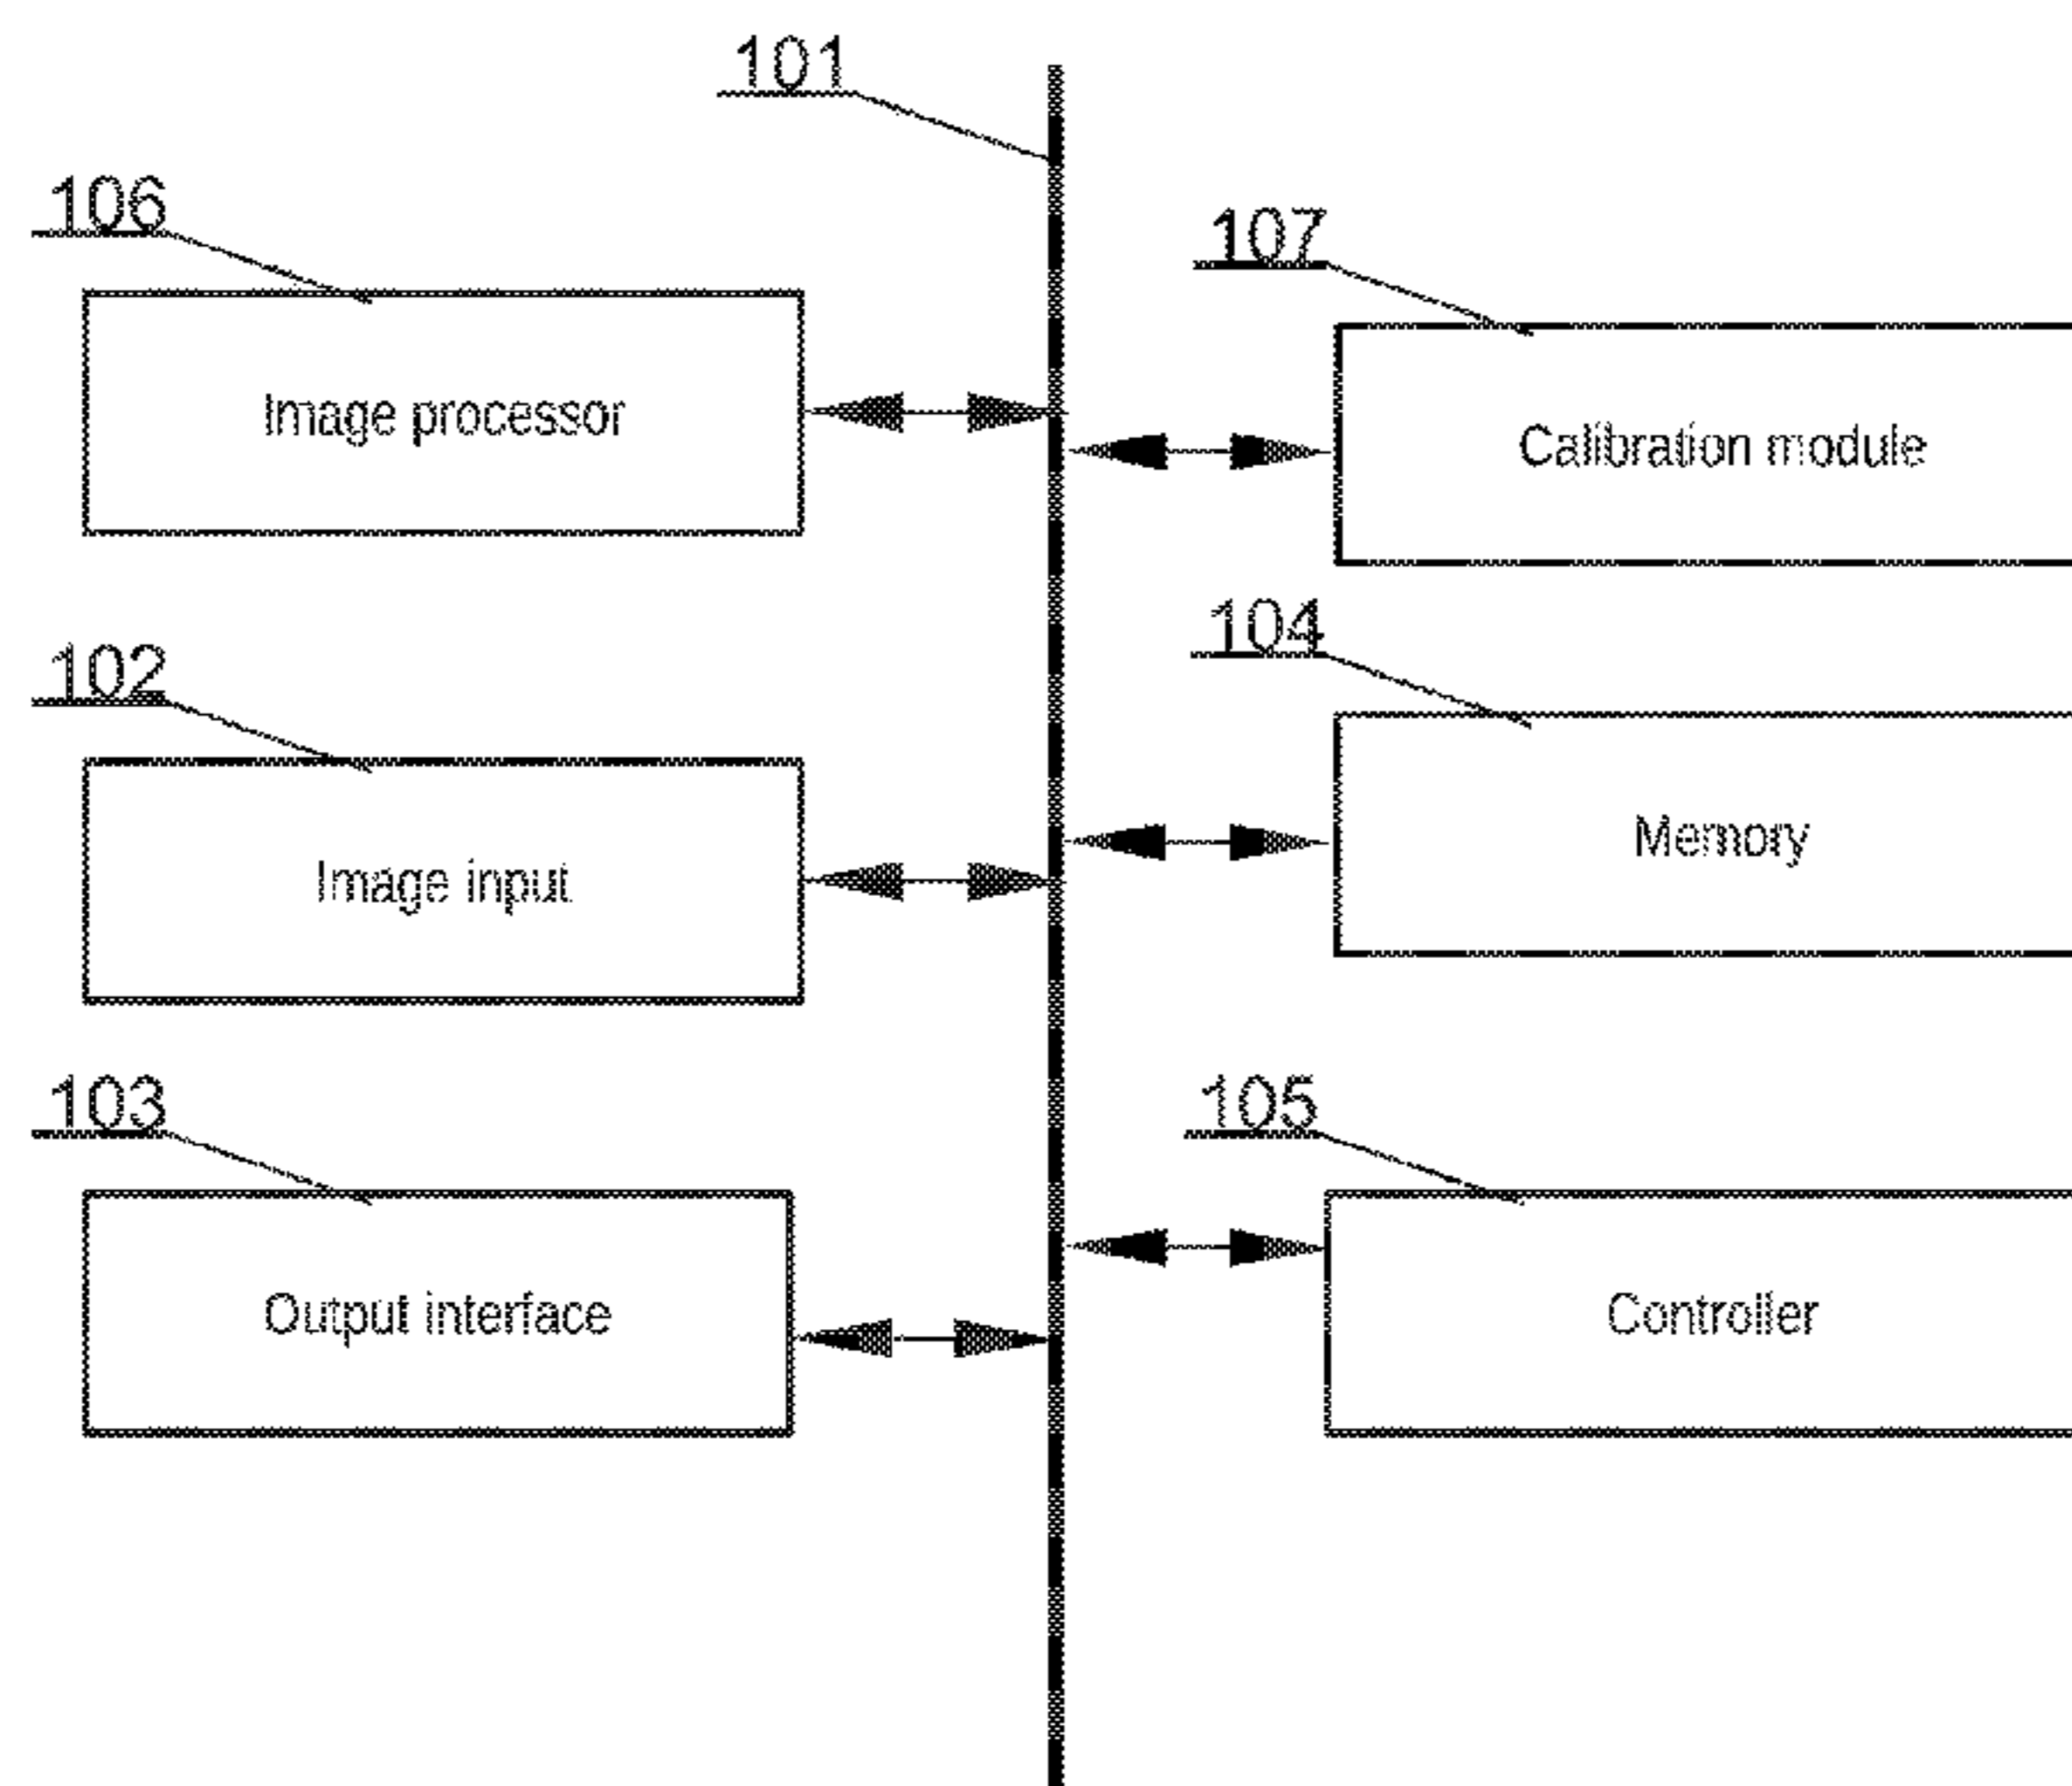 101
106
107
Image processor
Calibration module
104
102
Memory
Image input
103
105
Output interface
Controller